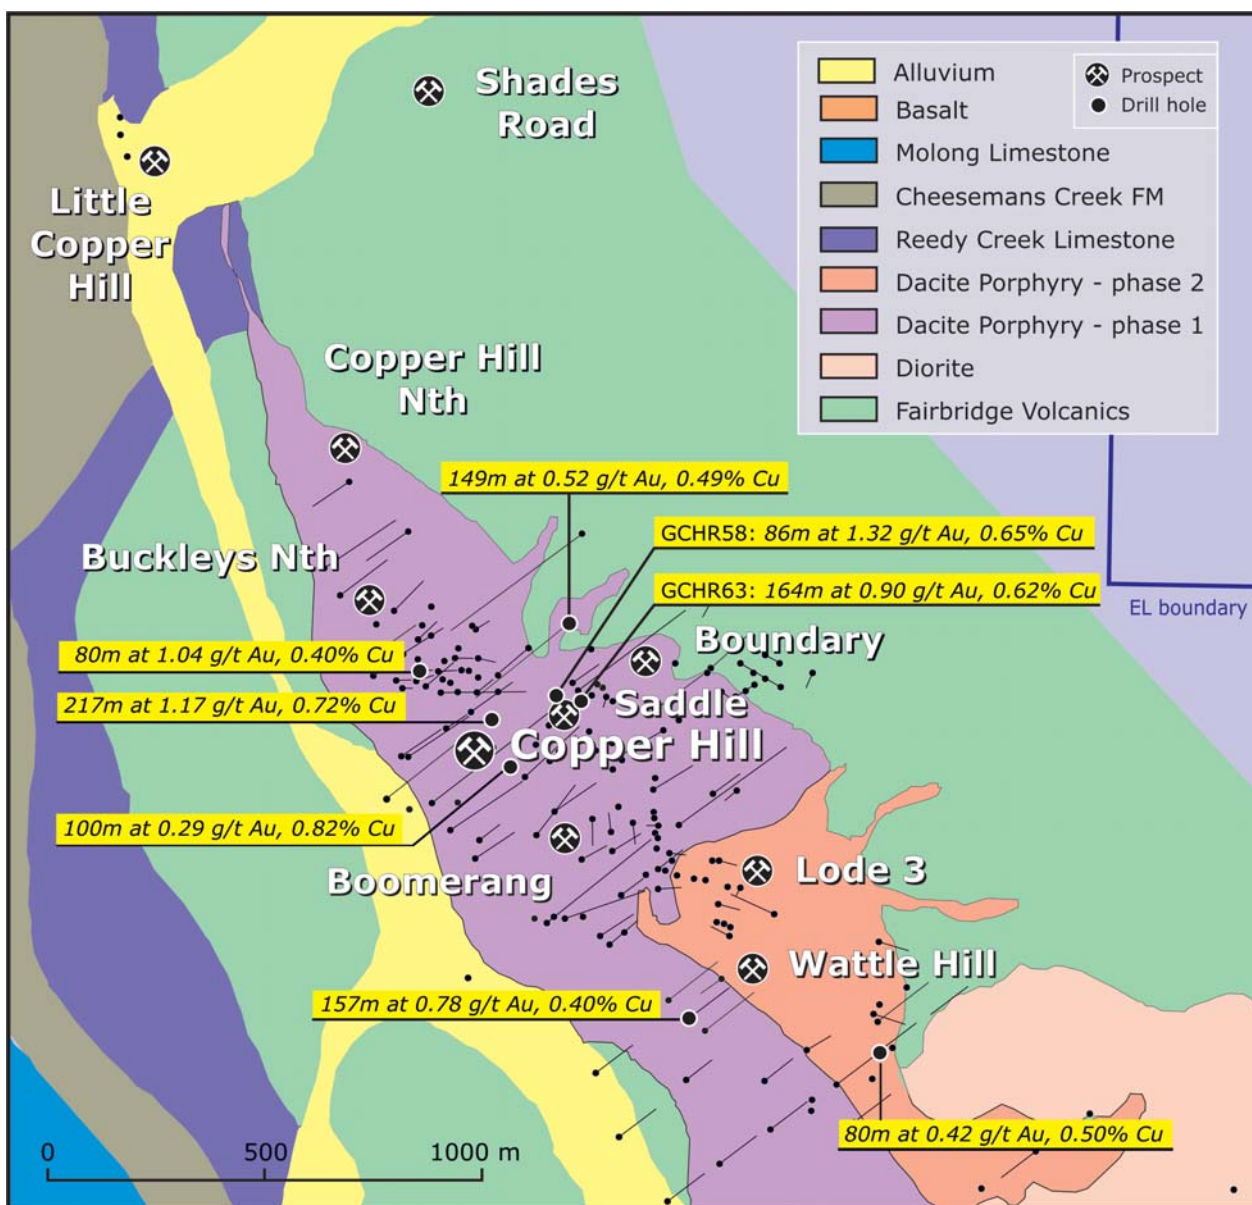 Shades
Road
Alluvium
Basalt
Molong Limestone
Cheesemans Creek FM
Reedy Creek Limestone
Dacite Porphyry - phase 2
Dacite Porphyry - phase 1
Diorite
Fairbridge Volcanics
Prospect
Drill hole
Little
Copper
Hill
Copper Hill
Nth
149m at 0.52 g/t Au, 0.49% Cu
GCHR58: 86m at 1.32 g/t Au, 0.65% Cu
Buckleys Nth
GCHR63: 164m at 0.90 g/t Au, 0.62% Cu
EL boundary
Boundary
80m at 1.04 g/t Au, 0.40% Cu
217m at 1.17 g/t Au, 0.72% Cu
Saddle
Copper Hill
100m at 0.29 g/t Au, 0.82% Cu
Boomerang
Lode 3
Wattle Hill
157m at 0.78 g/t Au, 0.40% Cu
80m at 0.42 g/t Au, 0.50% Cu
0 500 1000 m